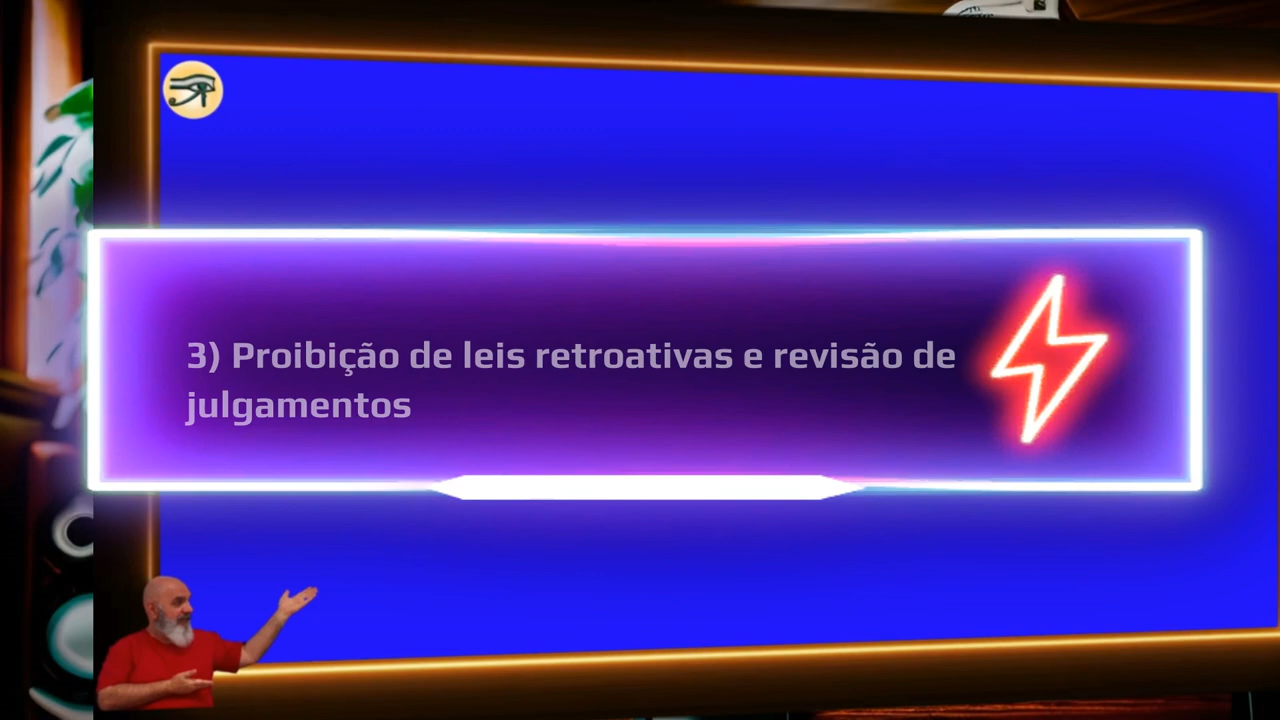 3) Proibição de leis retroativas e revisão de
julgamentos